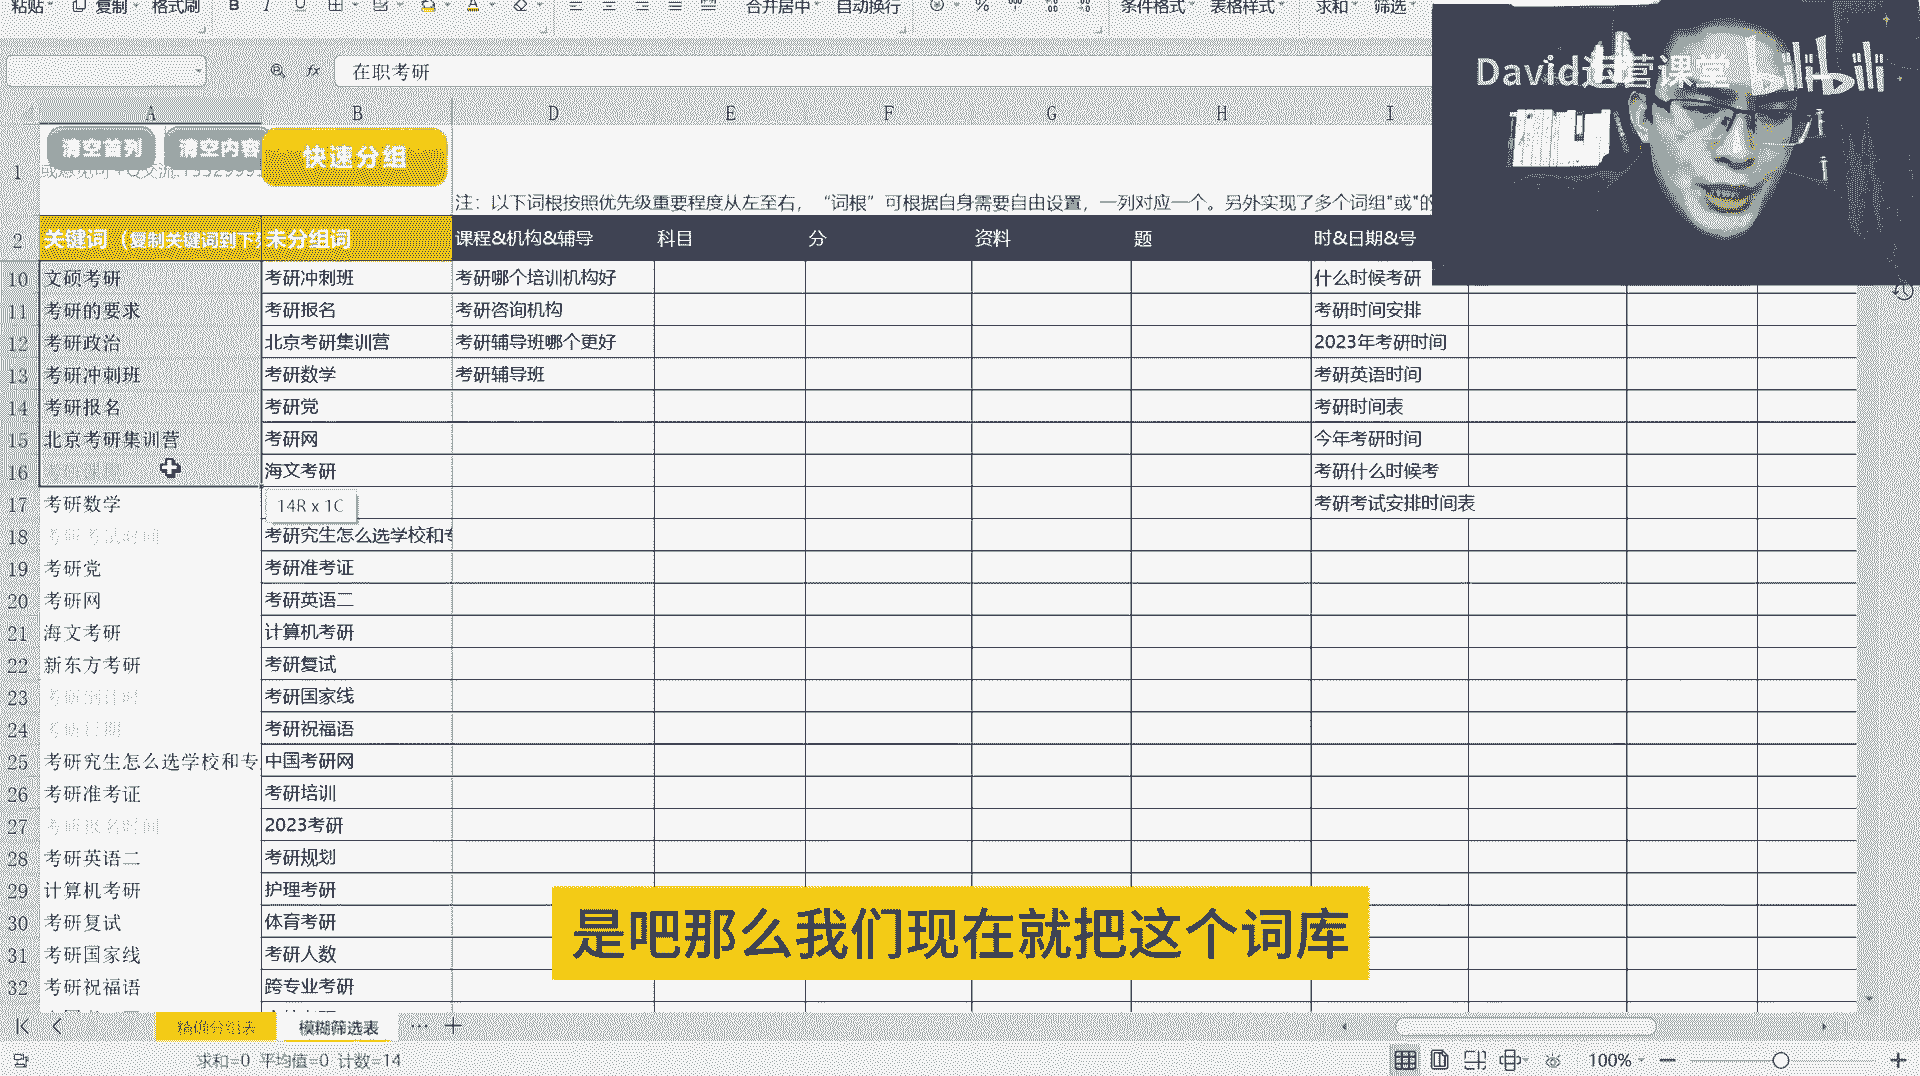 粘贴 复制 格式刷 B I U A 合并居中 自动换行 % 条件格式 表格样式 求和 筛选
fx 在职考研
David运营课堂 bilibili
A B D E F G H I
清空首列 清空内容 快速分组
1
注：以下词根按照优先级重要程度从左至右，“词根”可根据自身需要自由设置，一列对应一个。另外实现了多个词组"或"的
2 关键词（复制关键词到下 未分组词 课程&机构&辅导 科目 分 资料 题 时&日期&号
10 文硕考研 考研冲刺班 考研哪个培训机构好 什么时候考研
11 考研的要求 考研报名 考研咨询机构 考研时间安排
12 考研政治 北京考研集训营 考研辅导班哪个更好 2023年考研时间
13 考研冲刺班 考研数学 考研辅导班 考研英语时间
14 考研报名 考研党 考研时间表
15 北京考研集训营 考研网 今年考研时间
16 海文考研 考研什么时候考
17 考研数学 14R x 1C 考研考试安排时间表
18 考研考试时间 考研究生怎么选学校和专
19 考研党 考研准考证
20 考研网 考研英语二
21 海文考研 计算机考研
22 新东方考研 考研复试
23 考研倒计时 考研国家线
24 考研日期 考研祝福语
25 考研究生怎么选学校和专 中国考研网
26 考研准考证 考研培训
27 考研报名时间 2023考研
28 考研英语二 考研规划
29 计算机考研 护理考研
30 考研复试 体育考研
31 考研国家线 考研人数
32 考研祝福语 跨专业考研
是吧那么我们现在就把这个词库
精确分组表 模糊筛选表 ··· +
求和=0 平均值=0 计数=14 100%